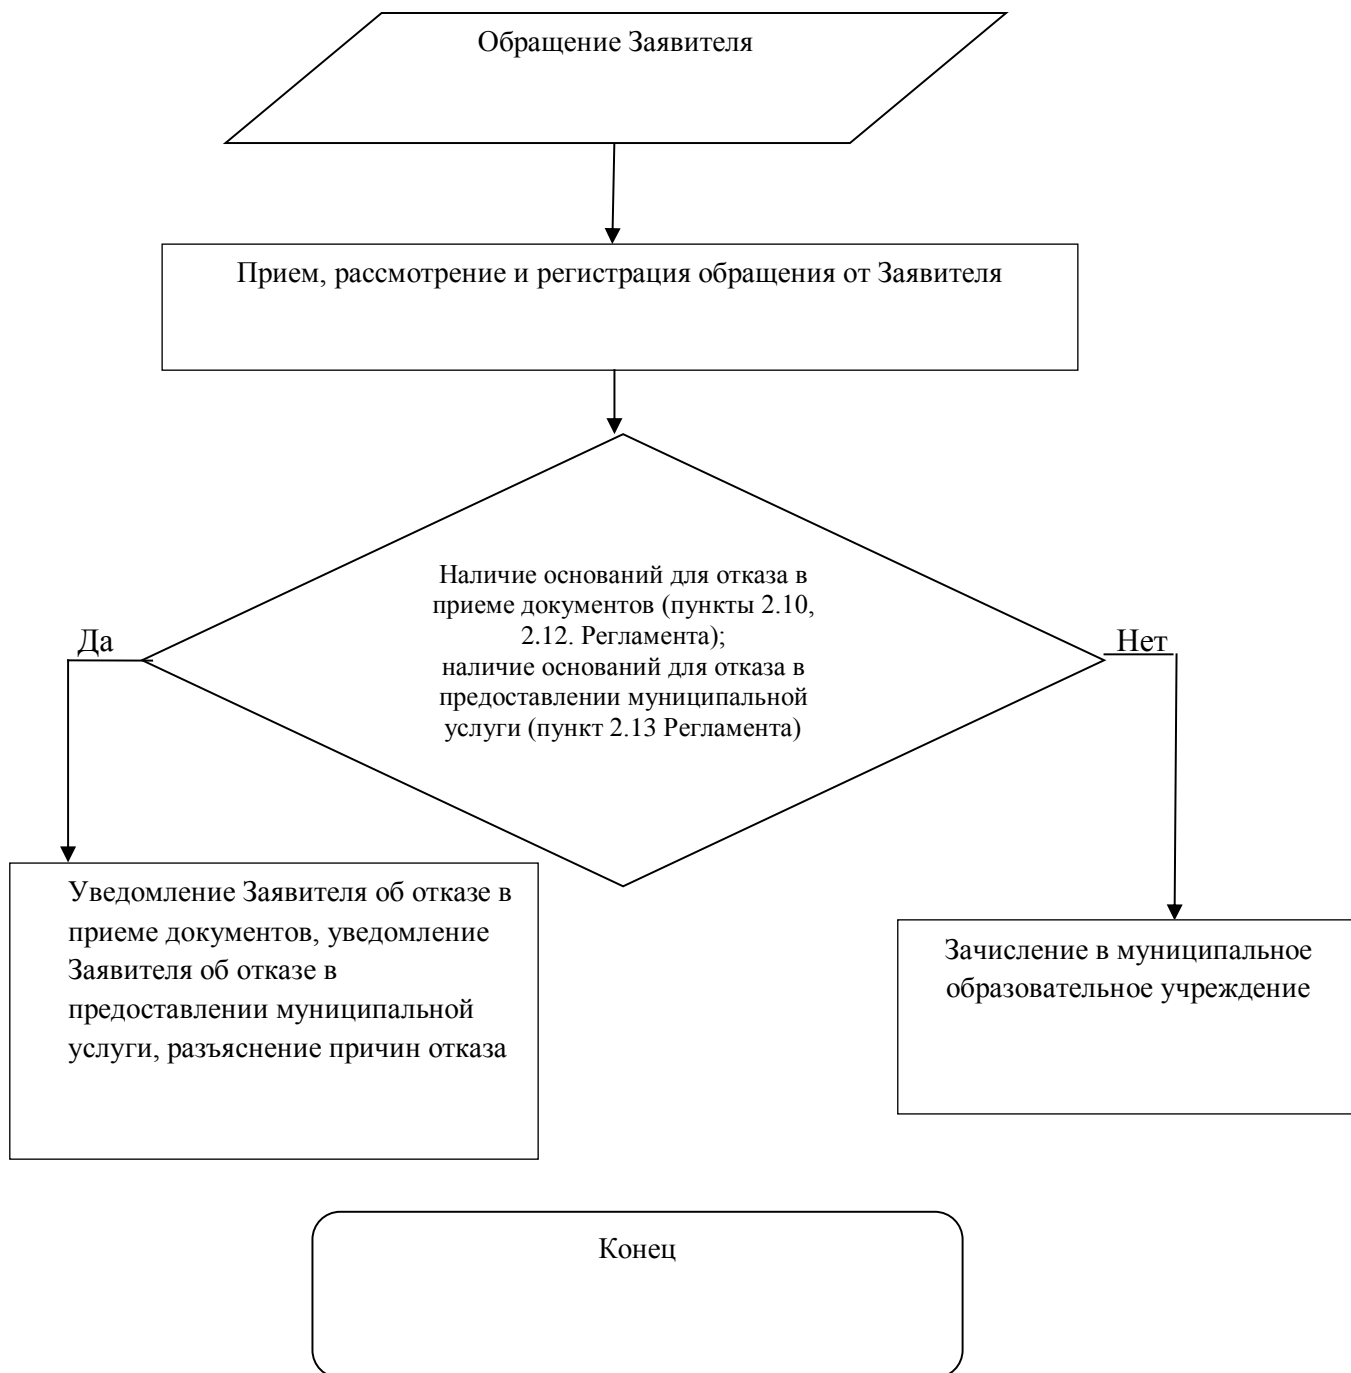 Обращение Заявителя
Прием, рассмотрение и регистрация обращения от Заявителя
Наличие оснований для отказа в
приеме документов (пункты 2.10,
2.12. Регламента);
наличие оснований для отказа в
предоставлении муниципальной
услуги (пункт 2.13 Регламента)
Да
Нет
Уведомление Заявителя об отказе в
приеме документов, уведомление
Заявителя об отказе в
предоставлении муниципальной
услуги, разъяснение причин отказа
Зачисление в муниципальное
образовательное учреждение
Конец